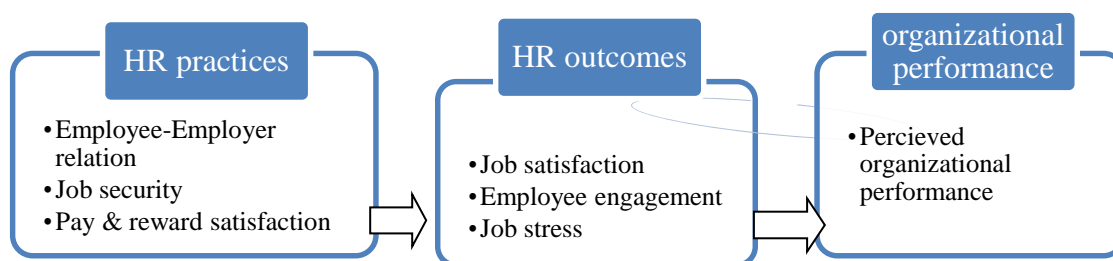 HR practices
•Employee-Employer
relation
•Job security
•Pay & reward satisfaction
HR outcomes
•Job satisfaction
•Employee engagement
•Job stress
organizational
performance
•Percieved
organizational
performance